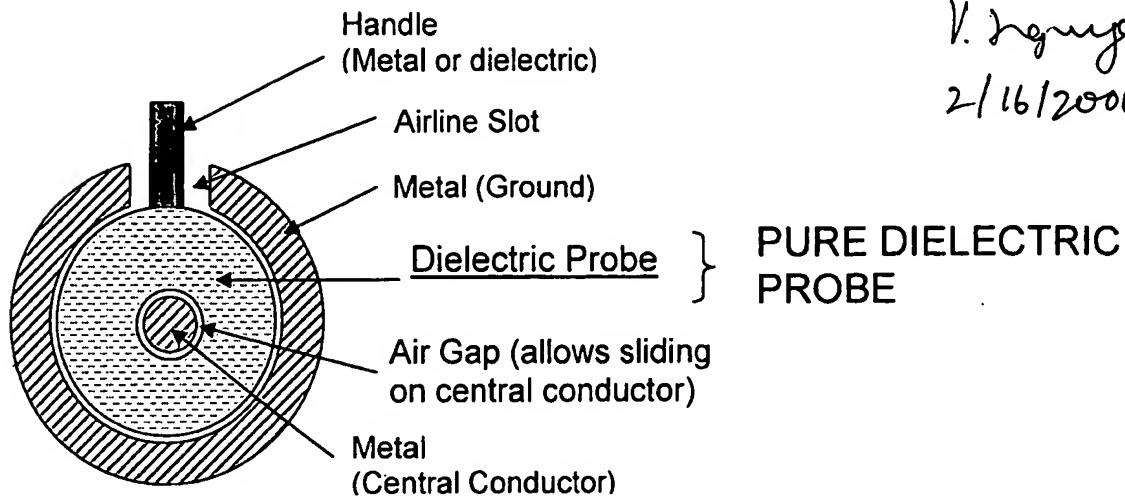 Handle
(Metal or dielectric)
V.
2/16/200
Airline Slot
Metal (Ground)
Dielectric Probe } PURE DIELECTRIC
PROBE
Air Gap (allows sliding
on central conductor)
Metal
(Central Conductor)